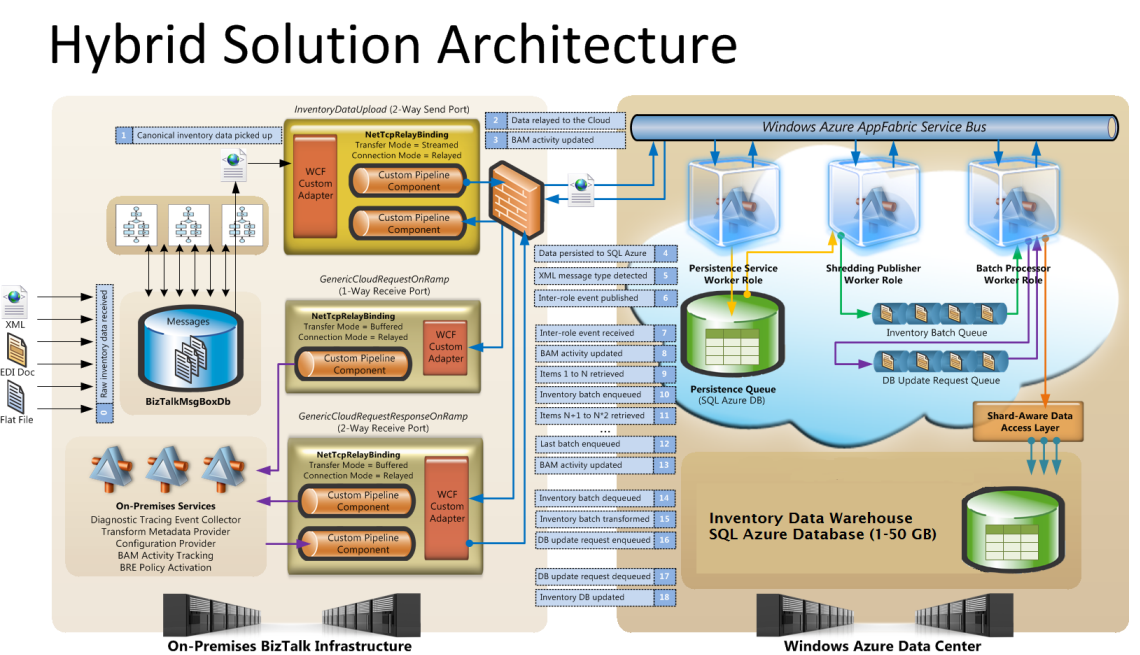 Hybrid Solution Architecture
InventoryDataUpload (2-Way Send Port)
1 Canonical inventory data picked up
NetTcpRelayBinding
Transfer Mode = Streamed
Connection Mode = Relayed
WCF
Custom
Adapter
Custom Pipeline
Component
Custom Pipeline
Component
2 Data relayed to the Cloud
3 BAM activity updated
Windows Azure AppFabric Service Bus
GenericCloudRequestOnRamp
(1-Way Receive Port)
NetTcpRelayBinding
Transfer Mode = Buffered
Connection Mode = Relayed
Custom Pipeline
Component
WCF
Custom
Adapter
XML
EDI Doc
Flat File
Raw inventory data received
0
Messages
BizTalkMsgBoxDb
GenericCloudRequestResponseOnRamp
(2-Way Receive Port)
NetTcpRelayBinding
Transfer Mode = Buffered
Connection Mode = Relayed
Custom Pipeline
Component
Custom Pipeline
Component
WCF
Custom
Adapter
On-Premises Services
Diagnostic Tracing Event Collector
Transform Metadata Provider
Configuration Provider
BAM Activity Tracking
BRE Policy Activation
Data persisted to SQL Azure 4
XML message type detected 5
Inter-role event published 6
Inter-role event received 7
BAM activity updated 8
Items 1 to N retrieved 9
Inventory batch enqueued 10
Items N+1 to N*2 retrieved 11
...
Last batch enqueued 12
BAM activity updated 13
Inventory batch dequeued 14
Inventory batch transformed 15
DB update request enqueued 16
DB update request dequeued 17
Inventory DB updated 18
Persistence Service
Worker Role
Shredding Publisher
Worker Role
Batch Processor
Worker Role
Inventory Batch Queue
DB Update Request Queue
Persistence Queue
(SQL Azure DB)
Shard-Aware Data
Access Layer
Inventory Data Warehouse
SQL Azure Database (1-50 GB)
On-Premises BizTalk Infrastructure
Windows Azure Data Center